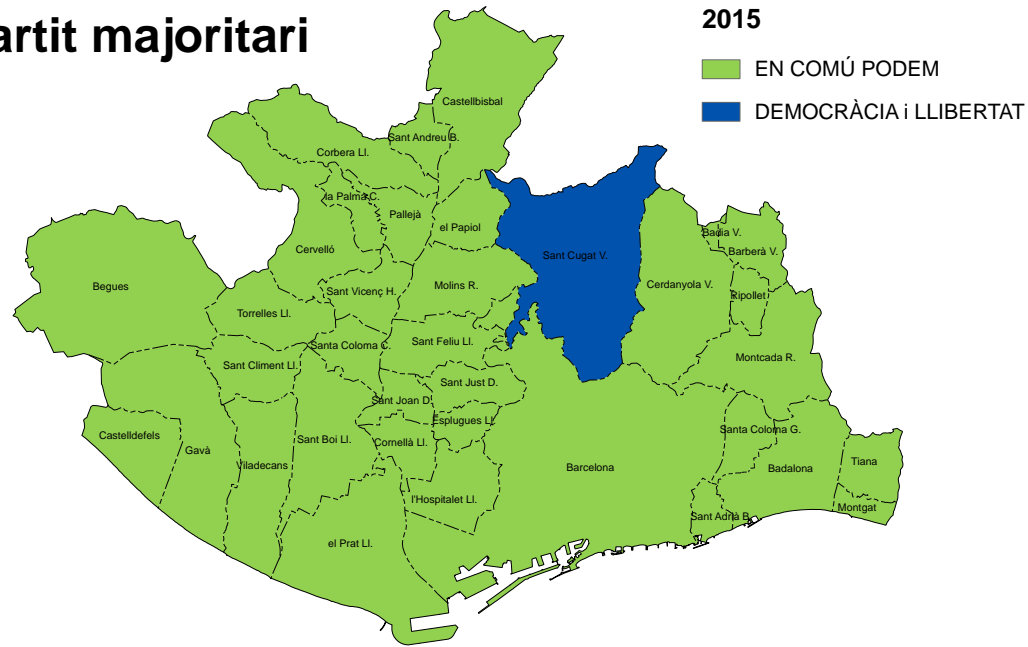 artit majoritari
2015
EN COMÚ PODEM
DEMOCRÀCIA i LLIBERTAT
Castellbisbal
Sant Andreu B.
Corbera Ll.
la Palma C.
Pallejà
el Papiol
Cervelló
Sant Cugat V.
Badia V.
Barberà V.
Begues
Sant Vicenç H.
Molins R.
Cerdanyola V.
Ripollet
Torrelles Ll.
Santa Coloma C.
Sant Feliu Ll.
Montcada R.
Sant Climent Ll.
Sant Just D.
Sant Joan D.
Esplugues Ll.
Santa Coloma G.
Castelldefels
Gavà
Sant Boi Ll.
Cornellà Ll.
Viladecans
Barcelona
Badalona
Tiana
l'Hospitalet Ll.
Montgat
Sant Adrià B.
el Prat Ll.